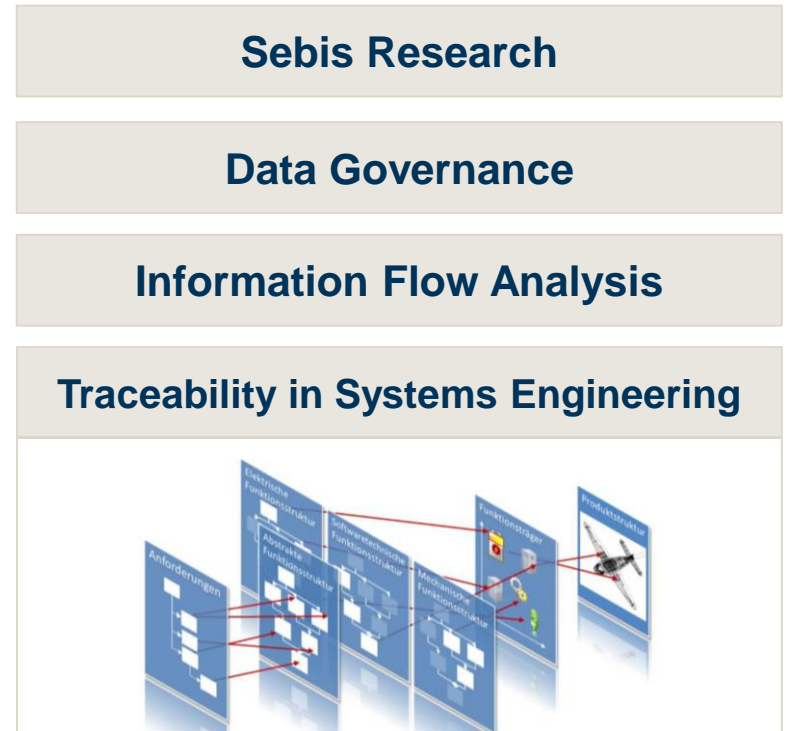 Sebis Research
Data Governance
Information Flow Analysis
Traceability in Systems Engineering
Anforderungen
Elektrische
Funktionsstruktur
Abstrakte
Funktionsstruktur
Softwaretechnische
Funktionsstruktur
Mechanische
Funktionsstruktur
Funktionsträger
Produktstruktur